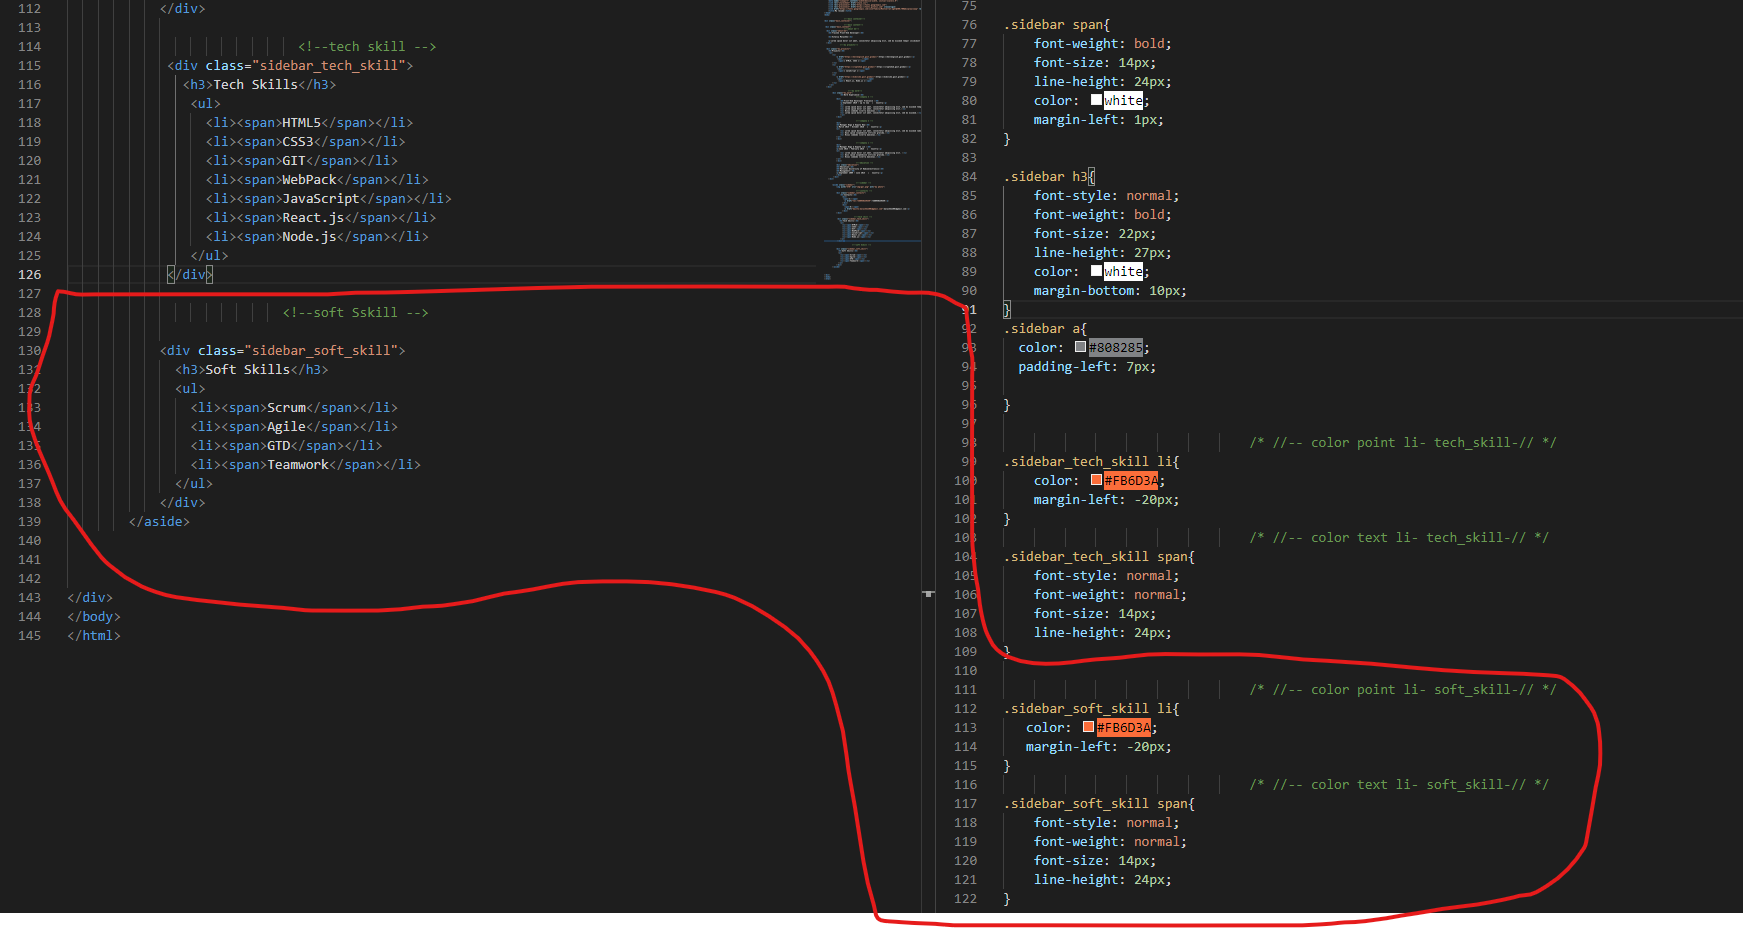 112 </div>
113
114 <!--tech skill -->
115 <div class="sidebar_tech_skill">
116 <h3>Tech Skills</h3>
117 <ul>
118 <li><span>HTML5</span></li>
119 <li><span>CSS3</span></li>
120 <li><span>GIT</span></li>
121 <li><span>WebPack</span></li>
122 <li><span>JavaScript</span></li>
123 <li><span>React.js</span></li>
124 <li><span>Node.js</span></li>
125 </ul>
126 </div>
127
128 <!--soft Sskill -->
129
130 <div class="sidebar_soft_skill">
131 <h3>Soft Skills</h3>
132 <ul>
133 <li><span>Scrum</span></li>
134 <li><span>Agile</span></li>
135 <li><span>GTD</span></li>
136 <li><span>Teamwork</span></li>
137 </ul>
138 </div>
139 </aside>
140
141
142
143 </div>
144 </body>
145 </html>
75
76 .sidebar span{
77 font-weight: bold;
78 font-size: 14px;
79 line-height: 24px;
80 color: white;
81 margin-left: 1px;
82 }
83
84 .sidebar h3{
85 font-style: normal;
86 font-weight: bold;
87 font-size: 22px;
88 line-height: 27px;
89 color: white;
90 margin-bottom: 10px;
91 }
92 .sidebar a{
93 color: #808285;
94 padding-left: 7px;
95
96 }
97
98 /* //-- color point li- tech_skill-// */
99 .sidebar_tech_skill li{
100 color: #FB6D3A;
101 margin-left: -20px;
102 }
103 /* //-- color text li- tech_skill-// */
104 .sidebar_tech_skill span{
105 font-style: normal;
106 font-weight: normal;
107 font-size: 14px;
108 line-height: 24px;
109 }
110
111 /* //-- color point li- soft_skill-// */
112 .sidebar_soft_skill li{
113 color: #FB6D3A;
114 margin-left: -20px;
115 }
116 /* //-- color text li- soft_skill-// */
117 .sidebar_soft_skill span{
118 font-style: normal;
119 font-weight: normal;
120 font-size: 14px;
121 line-height: 24px;
122 }